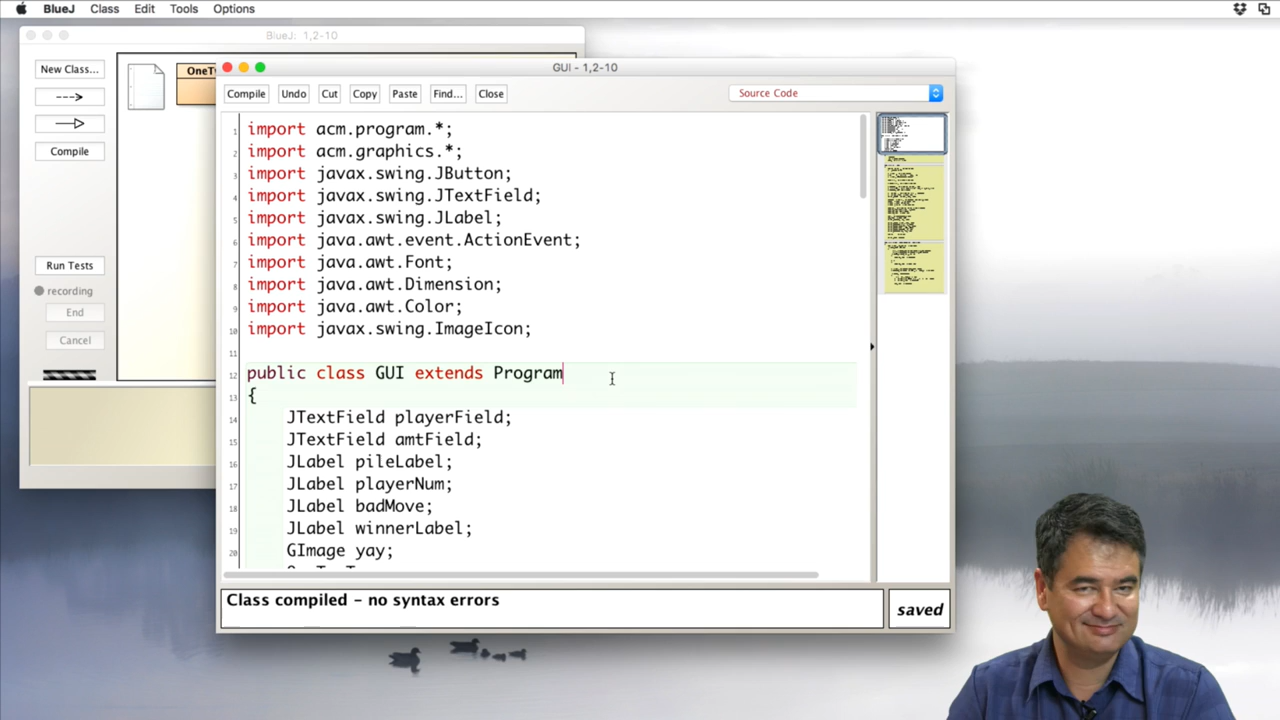 BlueJ Class Edit Tools Options
BlueJ: 1,2-10
New Class...
--->
Compile
Run Tests
recording
End
Cancel
GUI - 1,2-10
Compile Undo Cut Copy Paste Find... Close Source Code
1 import acm.program.*;
2 import acm.graphics.*;
3 import javax.swing.JButton;
4 import javax.swing.JTextField;
5 import javax.swing.JLabel;
6 import java.awt.event.ActionEvent;
7 import java.awt.Font;
8 import java.awt.Dimension;
9 import java.awt.Color;
10 import javax.swing.ImageIcon;
11
12 public class GUI extends Program
13 {
14 JTextField playerField;
15 JTextField amtField;
16 JLabel pileLabel;
17 JLabel playerNum;
18 JLabel badMove;
19 JLabel winnerLabel;
20 GImage yay;
Class compiled - no syntax errors
saved